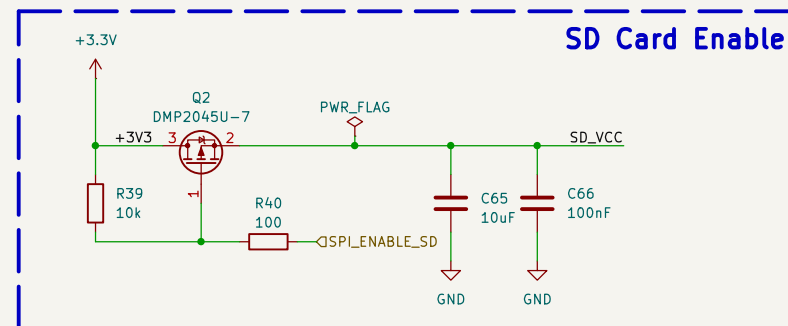 SD Card Enable
+3.3V
Q2
DMP2045U-7
PWR_FLAG
+3V3
3
2
SD_VCC
1
R39
10k
R40
100
C65
10uF
C66
100nF
SPI_ENABLE_SD
GND
GND